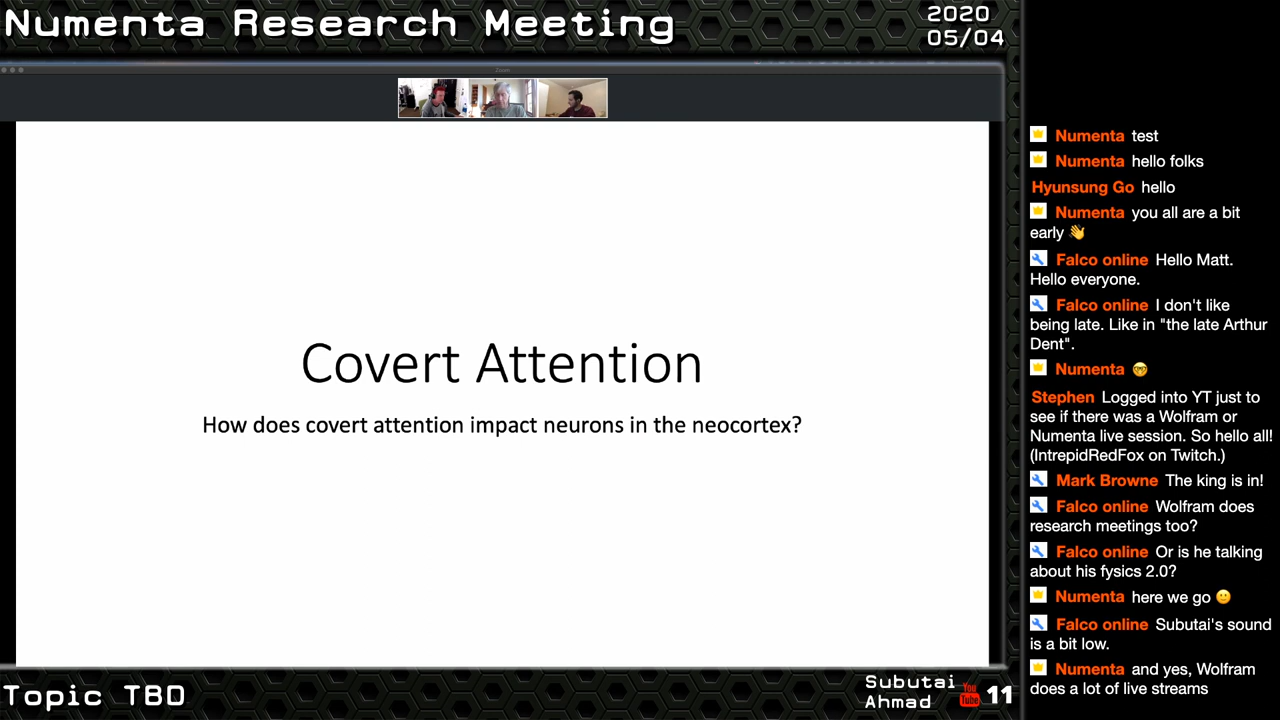 Numenta Research Meeting
2020
05/04
Zoom
Covert Attention
How does covert attention impact neurons in the neocortex?
Numenta test
Numenta hello folks
Hyunsung Go hello
Numenta you all are a bit
early 👋
Falco online Hello Matt.
Hello everyone.
Falco online I don't like
being late. Like in "the late Arthur
Dent".
Numenta 🤓
Stephen Logged into YT just to
see if there was a Wolfram or
Numenta live session. So hello all!
(IntrepidRedFox on Twitch.)
Mark Browne The king is in!
Falco online Wolfram does
research meetings too?
Falco online Or is he talking
about his fysics 2.0?
Numenta here we go 🙂
Falco online Subutai's sound
is a bit low.
Numenta and yes, Wolfram
does a lot of live streams
Topic TBD
Subutai
Ahmad
You
Tube
11